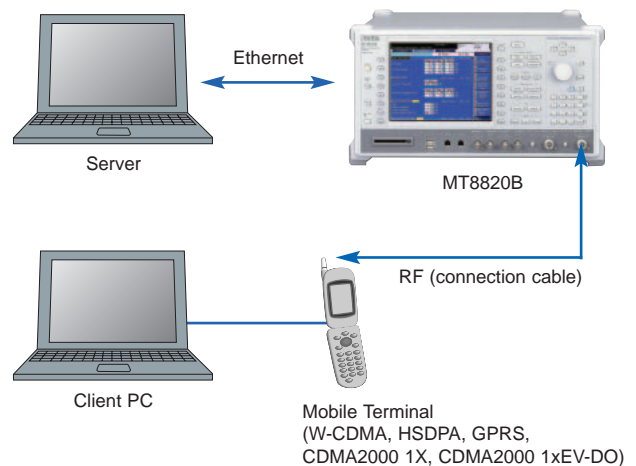 Ethernet
Server
MT8820B
RF (connection cable)
Client PC
Mobile Terminal
(W-CDMA, HSDPA, GPRS,
CDMA2000 1X, CDMA2000 1xEV-DO)